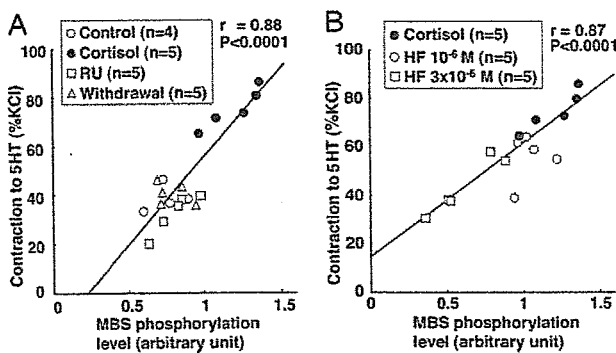 A
Control (n=4)
Cortisol (n=5)
RU (n=5)
Withdrawal (n=5)
r = 0.88
P<0.0001
Contraction to 5HT (%KCl)
100
80
60
40
20
0
0 0.5 1 1.5
MBS phosphorylation
level (arbitrary unit)
B
Cortisol (n=5)
HF 10⁻⁶ M (n=5)
HF 3x10⁻⁶ M (n=5)
r = 0.87
P<0.0001
Contraction to 5HT (%KCl)
100
80
60
40
20
0
0 0.5 1 1.5
MBS phosphorylation
level (arbitrary unit)